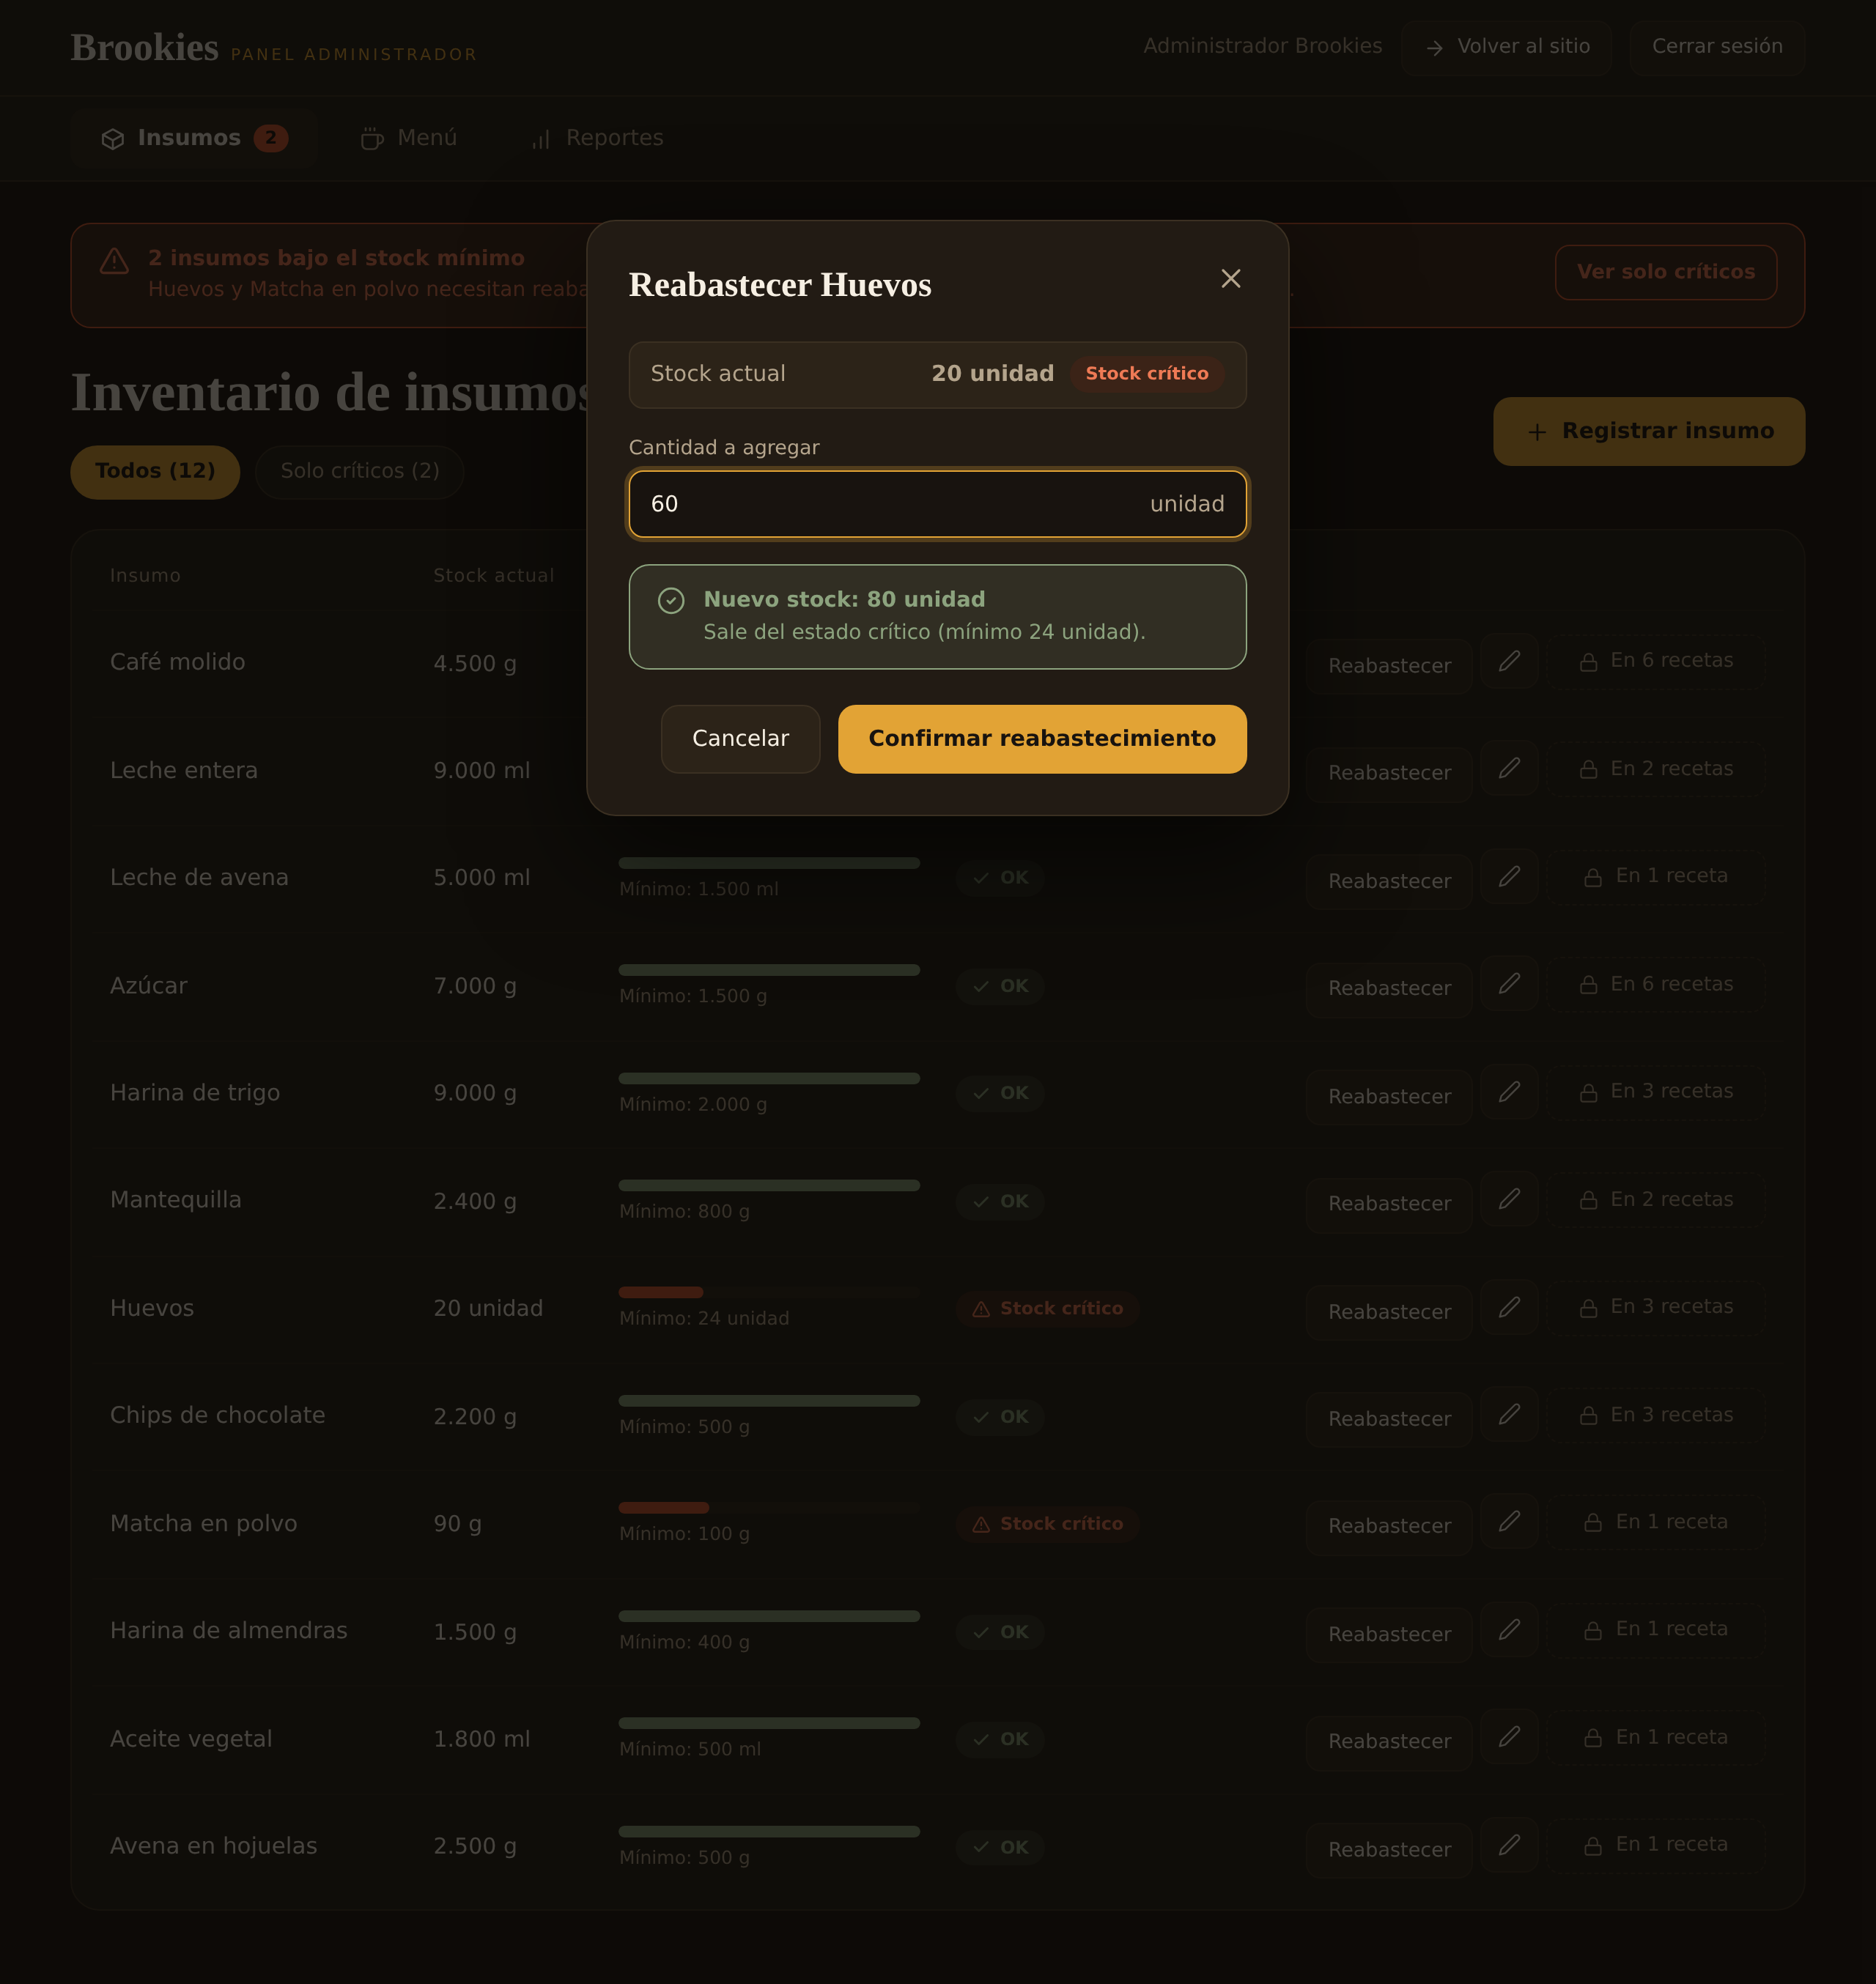 Brookies PANEL ADMINISTRADOR
Administrador Brookies
Volver al sitio
Cerrar sesión
Insumos 2
Menú
Reportes
2 insumos bajo el stock mínimo
Huevos y Matcha en polvo necesitan
Ver solo críticos
Inventario de insumos
Todos (12)
Solo críticos (2)
Registrar insumo
Reabastecer Huevos
Stock actual 20 unidad Stock crítico
Cantidad a agregar
60 unidad
Nuevo stock: 80 unidad
Sale del estado crítico (mínimo 24 unidad).
Cancelar
Confirmar reabastecimiento
Insumo Stock actual
Café molido 4.500 g Reabastecer En 6 recetas
Leche entera 9.000 ml Reabastecer En 2 recetas
Leche de avena 5.000 ml Mínimo: 1.500 ml OK Reabastecer En 1 receta
Azúcar 7.000 g Mínimo: 1.500 g OK Reabastecer En 6 recetas
Harina de trigo 9.000 g Mínimo: 2.000 g OK Reabastecer En 3 recetas
Mantequilla 2.400 g Mínimo: 800 g OK Reabastecer En 2 recetas
Huevos 20 unidad Mínimo: 24 unidad Stock crítico Reabastecer En 3 recetas
Chips de chocolate 2.200 g Mínimo: 500 g OK Reabastecer En 3 recetas
Matcha en polvo 90 g Mínimo: 100 g Stock crítico Reabastecer En 1 receta
Harina de almendras 1.500 g Mínimo: 400 g OK Reabastecer En 1 receta
Aceite vegetal 1.800 ml Mínimo: 500 ml OK Reabastecer En 1 receta
Avena en hojuelas 2.500 g Mínimo: 500 g OK Reabastecer En 1 receta